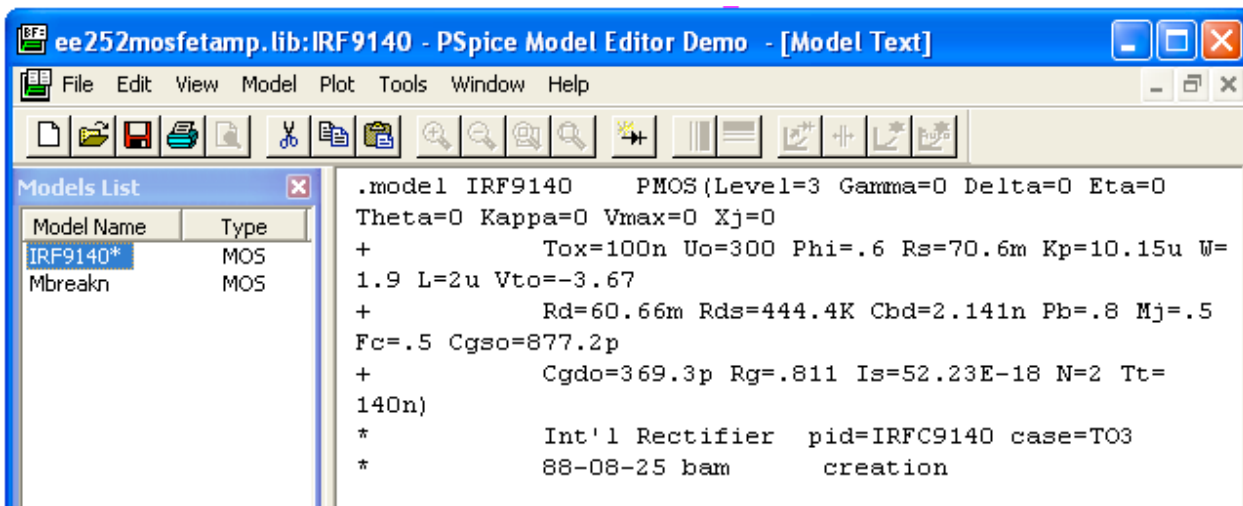 ee252mosfetamp.lib:IRF9140 - PSpice Model Editor Demo - [Model Text]
File Edit View Model Plot Tools Window Help
Models List
Model Name Type
IRF9140* MOS
Mbreakn MOS
.model IRF9140 PMOS(Level=3 Gamma=0 Delta=0 Eta=0
Theta=0 Kappa=0 Vmax=0 Xj=0
+ Tox=100n Uo=300 Phi=.6 Rs=70.6m Kp=10.15u W=
1.9 L=2u Vto=-3.67
+ Rd=60.66m Rds=444.4K Cbd=2.141n Pb=.8 Mj=.5
Fc=.5 Cgso=877.2p
+ Cgdo=369.3p Rg=.811 Is=52.23E-18 N=2 Tt=
140n)
* Int'l Rectifier pid=IRFC9140 case=TO3
* 88-08-25 bam creation